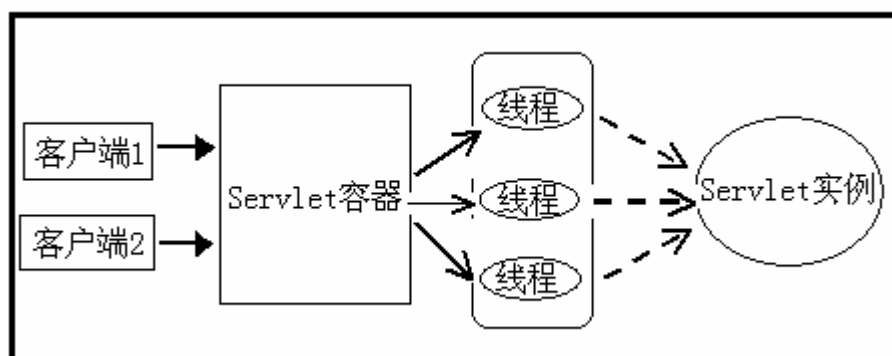 客户端1
客户端2
Servlet容器
线程
线程
线程
Servlet实例